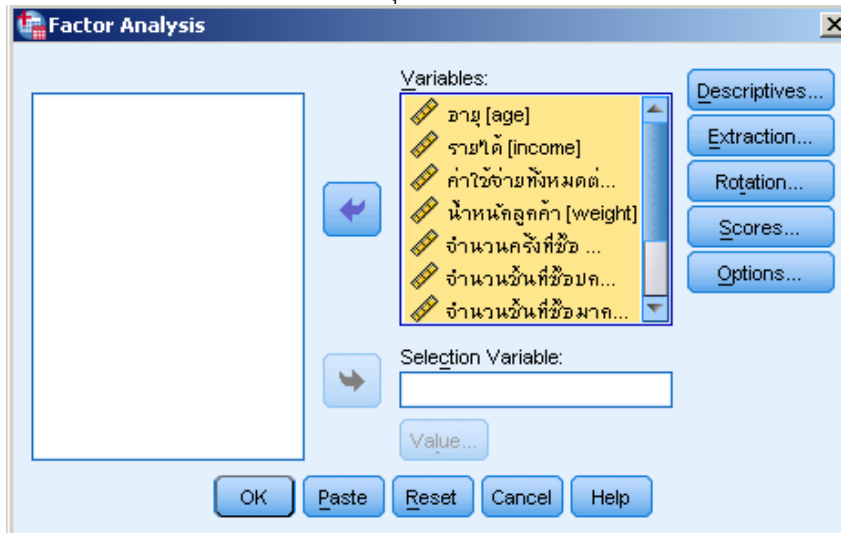 Factor Analysis
Variables:
อายุ [age]
รายได้ [income]
ค่าใช้จ่ายทั้งหมดต่...
น้ำหนักลูกค้า [weight]
จำนวนครั้งที่ซื้อ ...
จำนวนชิ้นที่ซื้อปก...
จำนวนชิ้นที่ซื้อมาก...
Selection Variable:
Value...
Descriptives...
Extraction...
Rotation...
Scores...
Options...
OK Paste Reset Cancel Help